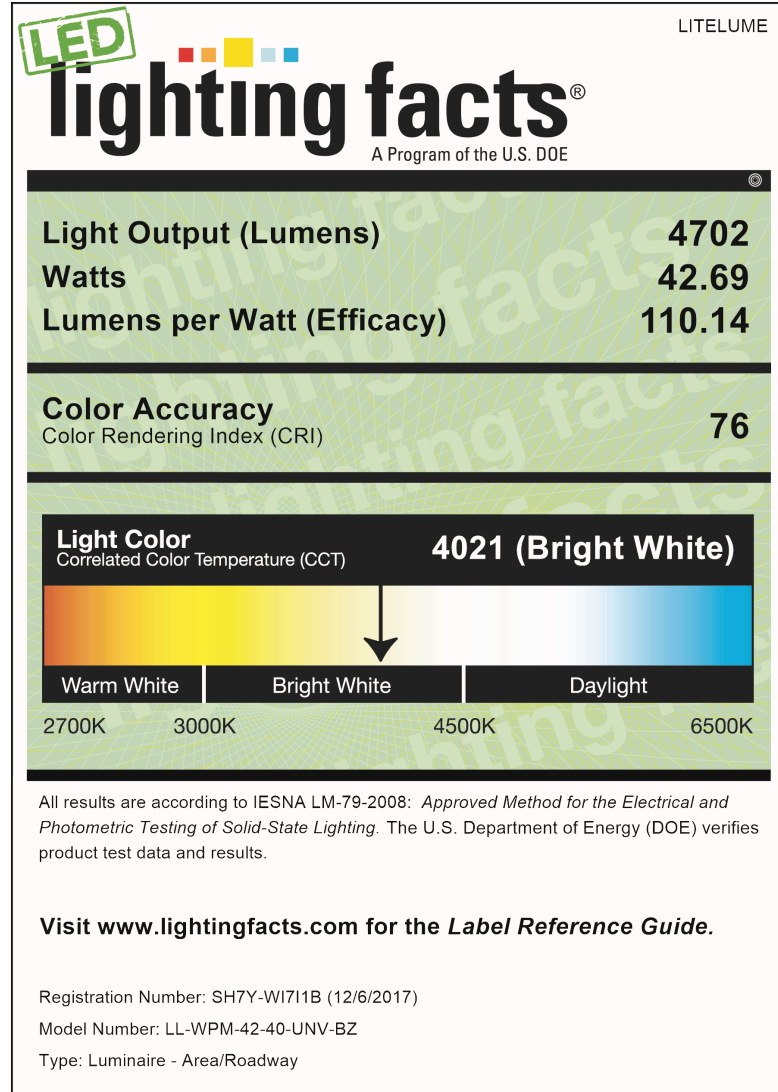 LITELUME
LED
lighting facts®
A Program of the U.S. DOE
Light Output (Lumens) 4702
Watts 42.69
Lumens per Watt (Efficacy) 110.14
Color Accuracy
Color Rendering Index (CRI) 76
Light Color
Correlated Color Temperature (CCT) 4021 (Bright White)
Warm White Bright White Daylight
2700K 3000K 4500K 6500K
All results are according to IESNA LM-79-2008: Approved Method for the Electrical and
Photometric Testing of Solid-State Lighting. The U.S. Department of Energy (DOE) verifies
product test data and results.
Visit www.lightingfacts.com for the Label Reference Guide.
Registration Number: SH7Y-WI7I1B (12/6/2017)
Model Number: LL-WPM-42-40-UNV-BZ
Type: Luminaire - Area/Roadway